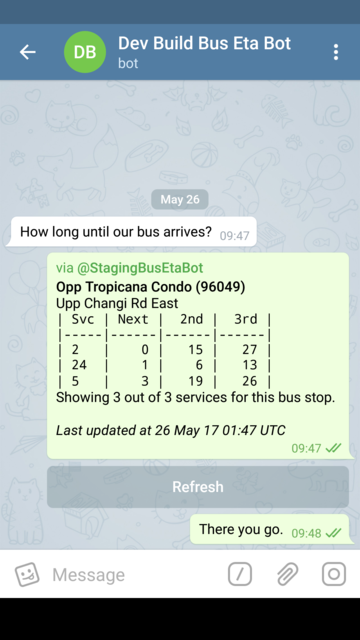 DB
Dev Build Bus Eta Bot
bot
May 26
How long until our bus arrives? 09:47
via @StagingBusEtaBot
Opp Tropicana Condo (96049)
Upp Changi Rd East
| Svc | Next | 2nd | 3rd |
|-----|------|------|------|
| 2 | 0 | 15 | 27 |
| 24 | 1 | 6 | 13 |
| 5 | 3 | 19 | 26 |
Showing 3 out of 3 services for this bus stop.
Last updated at 26 May 17 01:47 UTC
09:47
Refresh
There you go. 09:48
Message